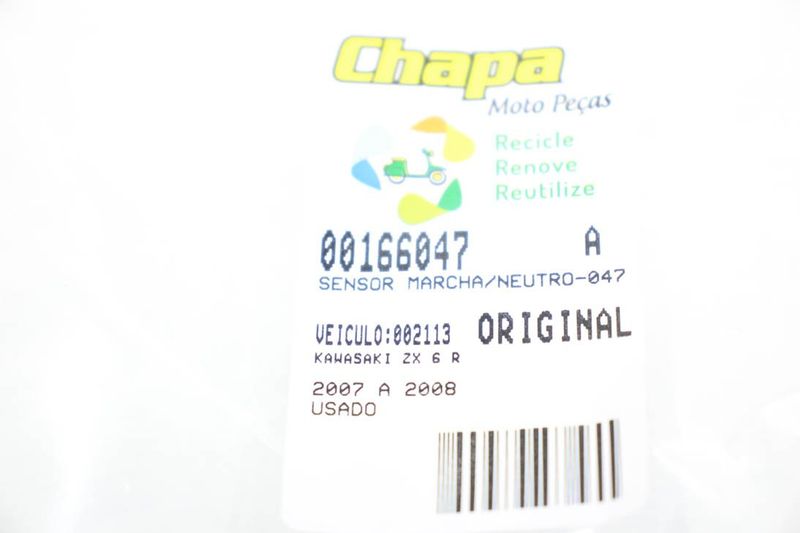 Chapa
Moto Peças
Recicle
Renove
Reutilize
00166047 A
SENSOR MARCHA/NEUTRO-047
VEICULO:002113 ORIGINAL
KAWASAKI ZX 6 R
2007 A 2008
USADO